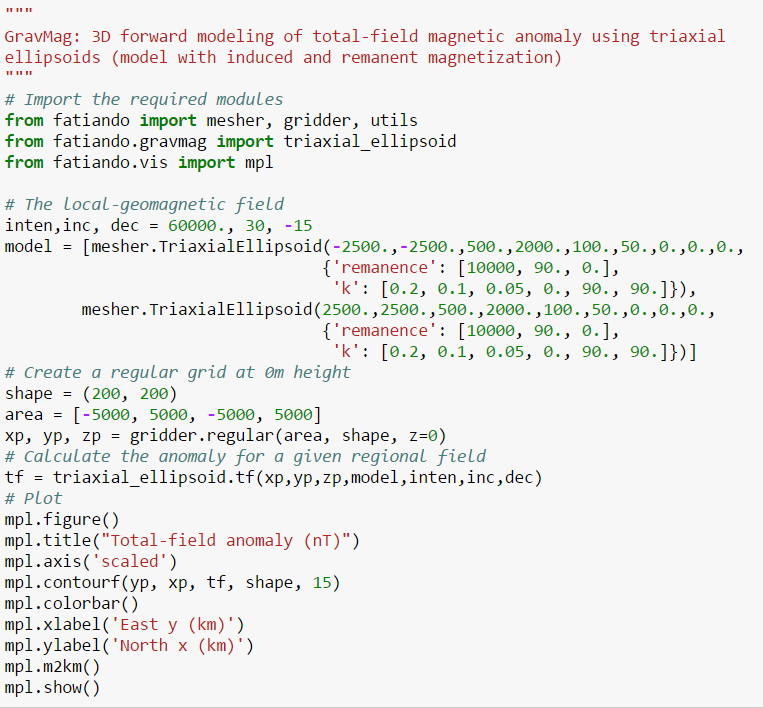 """
GravMag: 3D forward modeling of total-field magnetic anomaly using triaxial
ellipsoids (model with induced and remanent magnetization)
"""
# Import the required modules
from fatiando import mesher, gridder, utils
from fatiando.gravmag import triaxial_ellipsoid
from fatiando.vis import mpl

# The local-geomagnetic field
inten,inc, dec = 60000., 30, -15
model = [mesher.TriaxialEllipsoid(-2500.,-2500.,500.,2000.,100.,50.,0.,0.,0.,
                                 {'remanence': [10000, 90., 0.],
                                  'k': [0.2, 0.1, 0.05, 0., 90., 90.]}),
        mesher.TriaxialEllipsoid(2500.,2500.,500.,2000.,100.,50.,0.,0.,0.,
                                 {'remanence': [10000, 90., 0.],
                                  'k': [0.2, 0.1, 0.05, 0., 90., 90.]})]
# Create a regular grid at 0m height
shape = (200, 200)
area = [-5000, 5000, -5000, 5000]
xp, yp, zp = gridder.regular(area, shape, z=0)
# Calculate the anomaly for a given regional field
tf = triaxial_ellipsoid.tf(xp,yp,zp,model,inten,inc,dec)
# Plot
mpl.figure()
mpl.title("Total-field anomaly (nT)")
mpl.axis('scaled')
mpl.contourf(yp, xp, tf, shape, 15)
mpl.colorbar()
mpl.xlabel('East y (km)')
mpl.ylabel('North x (km)')
mpl.m2km()
mpl.show()